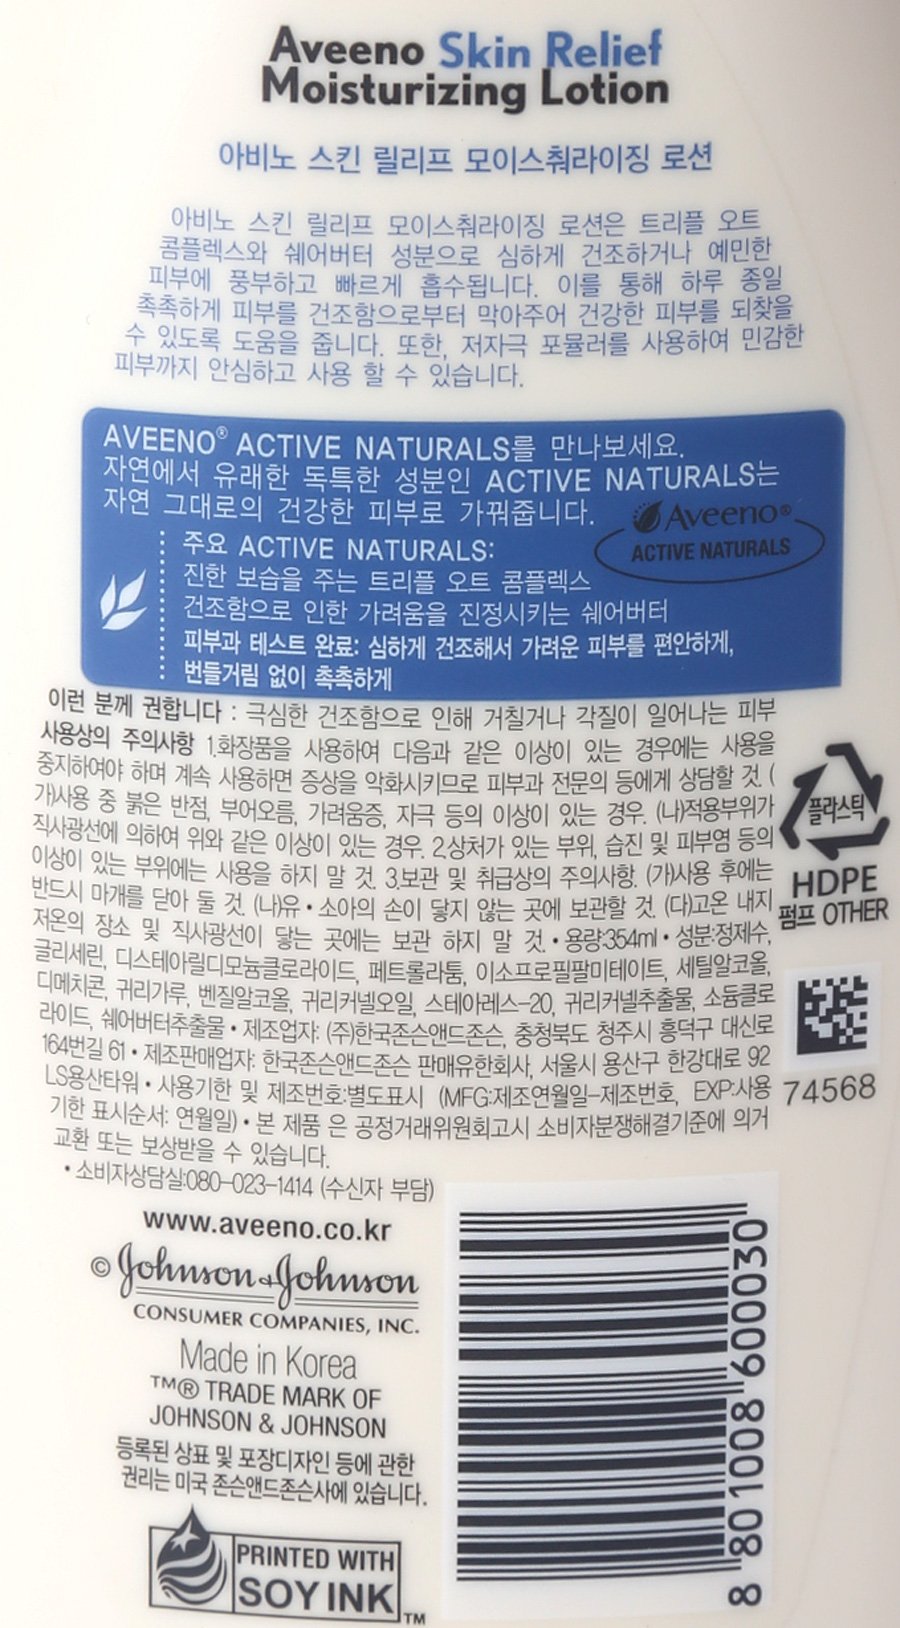 Aveeno Skin Relief
Moisturizing Lotion
아비노 스킨 릴리프 모이스춰라이징 로션
아비노 스킨 릴리프 모이스춰라이징 로션은 트리플 오트
콤플렉스와 쉐어버터 성분으로 심하게 건조하거나 예민한
피부에 풍부하고 빠르게 흡수됩니다. 이를 통해 하루 종일
촉촉하게 피부를 건조함으로부터 막아주어 건강한 피부를 되찾을
수 있도록 도움을 줍니다. 또한, 저자극 포뮬러를 사용하여 민감한
피부까지 안심하고 사용 할 수 있습니다.
AVEENO® ACTIVE NATURALS를 만나보세요.
자연에서 유래한 독특한 성분인 ACTIVE NATURALS는
자연 그대로의 건강한 피부로 가꿔줍니다.
Aveeno®
ACTIVE NATURALS
주요 ACTIVE NATURALS:
진한 보습을 주는 트리플 오트 콤플렉스
건조함으로 인한 가려움을 진정시키는 쉐어버터
피부과 테스트 완료: 심하게 건조해서 가려운 피부를 편안하게,
번들거림 없이 촉촉하게
이런 분께 권합니다 : 극심한 건조함으로 인해 거칠거나 각질이 일어나는 피부
사용상의 주의사항 1.화장품을 사용하여 다음과 같은 이상이 있는 경우에는 사용을
중지하여야 하며 계속 사용하면 증상을 악화시키므로 피부과 전문의 등에게 상담할 것. (
가)사용 중 붉은 반점, 부어오름, 가려움증, 자극 등의 이상이 있는 경우. (나)적용부위가
직사광선에 의하여 위와 같은 이상이 있는 경우. 2.상처가 있는 부위, 습진 및 피부염 등의
이상이 있는 부위에는 사용을 하지 말 것. 3.보관 및 취급상의 주의사항. (가)사용 후에는
반드시 마개를 닫아 둘 것. (나)유•소아의 손이 닿지 않는 곳에 보관할 것. (다)고온 내지
저온의 장소 및 직사광선이 닿는 곳에는 보관 하지 말 것. •용량:354ml•성분:정제수,
글리세린, 디스테아릴디모늄클로라이드, 페트롤라툼, 이소프로필팔미테이트, 세틸알코올,
디메치콘, 귀리가루, 벤질알코올, 귀리커넬오일, 스테아레스-20, 귀리커넬추출물, 소듐클로
라이드, 쉐어버터추출물•제조업자: (주)한국존슨앤드존슨, 충청북도 청주시 흥덕구 대신로
164번길 61•제조판매업자: 한국존슨앤드존슨 판매유한회사, 서울시 용산구 한강대로 92
LS용산타워•사용기한 및 제조번호:별도표시 (MFG:제조연월일-제조번호, EXP:사용
기한 표시순서: 연월일)•본 제품 은 공정거래위원회고시 소비자분쟁해결기준에 의거
교환 또는 보상받을 수 있습니다.
•소비자상담실:080-023-1414 (수신자 부담)
플라스틱
HDPE
펌프 OTHER
74568
www.aveeno.co.kr
© Johnson & Johnson
CONSUMER COMPANIES, INC.
Made in Korea
™® TRADE MARK OF
JOHNSON & JOHNSON
등록된 상표 및 포장디자인 등에 관한
권리는 미국 존슨앤드존슨사에 있습니다.
PRINTED WITH
SOY INK™
8 801008 600030